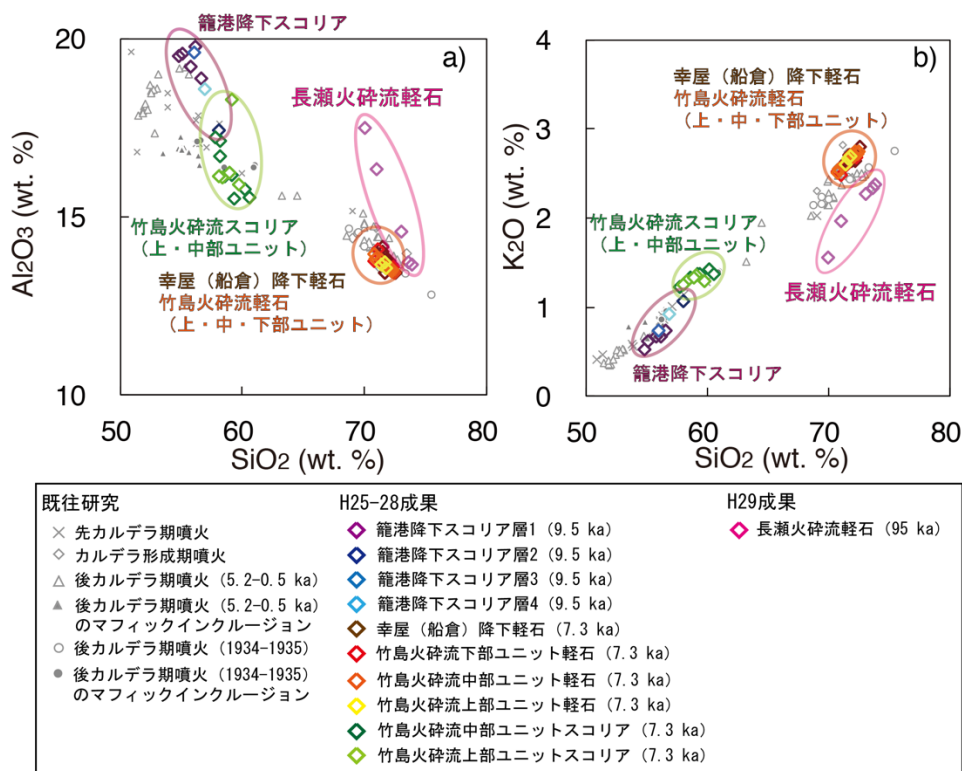 a)
籠港降下スコリア
長瀬火砕流軽石
竹島火砕流スコリア
(上・中部ユニット)
幸屋（船倉）降下軽石
竹島火砕流軽石
(上・中・下部ユニット)
20
15
10
Al2O3 (wt. %)
50
60
70
80
SiO2 (wt. %)
b)
幸屋（船倉）降下軽石
竹島火砕流軽石
(上・中・下部ユニット)
竹島火砕流スコリア
(上・中部ユニット)
長瀬火砕流軽石
籠港降下スコリア
4
3
2
1
0
K2O (wt. %)
50
60
70
80
SiO2 (wt. %)
既往研究
先カルデラ期噴火
カルデラ形成期噴火
後カルデラ期噴火 (5.2-0.5 ka)
後カルデラ期噴火 (5.2-0.5 ka)
のマフィックインクルージョン
後カルデラ期噴火 (1934-1935)
後カルデラ期噴火 (1934-1935)
のマフィックインクルージョン
H25-28成果
籠港降下スコリア層1 (9.5 ka)
籠港降下スコリア層2 (9.5 ka)
籠港降下スコリア層3 (9.5 ka)
籠港降下スコリア層4 (9.5 ka)
幸屋（船倉）降下軽石 (7.3 ka)
竹島火砕流下部ユニット軽石 (7.3 ka)
竹島火砕流中部ユニット軽石 (7.3 ka)
竹島火砕流上部ユニット軽石 (7.3 ka)
竹島火砕流中部ユニットスコリア (7.3 ka)
竹島火砕流上部ユニットスコリア (7.3 ka)
H29成果
長瀬火砕流軽石 (95 ka)